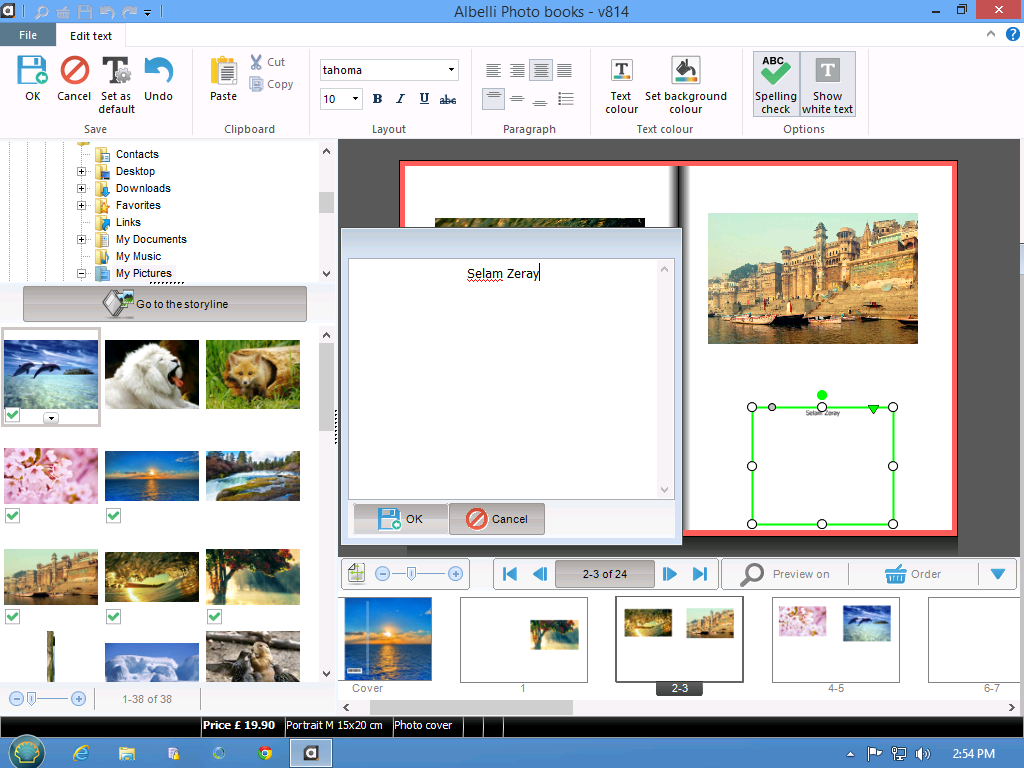 Albelli Photo books - v814
File
Edit text
OK
Cancel
Set as default
Undo
Save
Paste
Cut
Copy
Clipboard
tahoma
10
B I U abc
Layout
Paragraph
Text colour
Set background colour
Text colour
ABC
Spelling check
T
Show white text
Options
Contacts
Desktop
Downloads
Favorites
Links
My Documents
My Music
My Pictures
Go to the storyline
Selam Zeray
OK
Cancel
Selam Zeray
2-3 of 24
Preview on
Order
Cover
1
2-3
4-5
6-7
1-38 of 38
Price £ 19.90
Portrait M 15x20 cm
Photo cover
2:54 PM